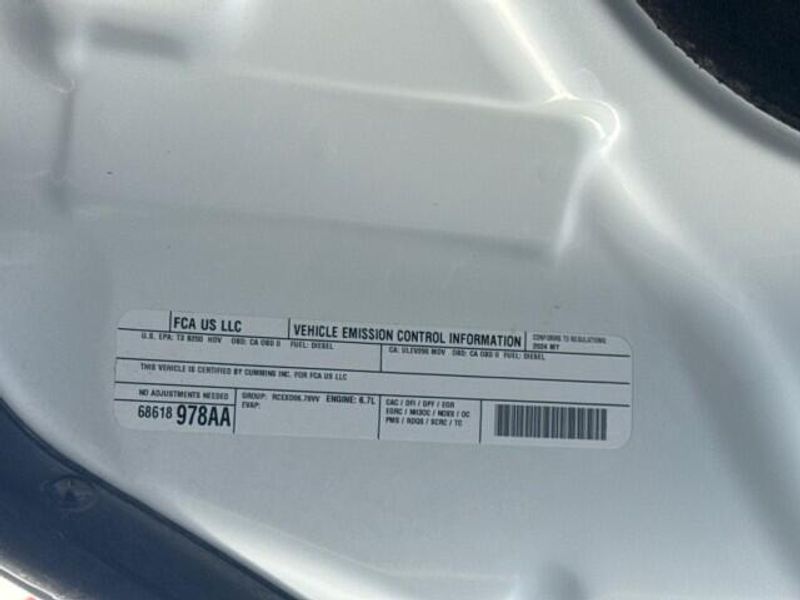 FCA US LLC
VEHICLE EMISSION CONTROL INFORMATION
CONFORMS TO REGULATIONS:
2024 MY
U.S. EPA: T3 B250 HDV OBD: CA OBD II FUEL: DIESEL
CA: ULEV250 MDV OBD: CA OBD II FUEL: DIESEL
THIS VEHICLE IS CERTIFIED BY CUMMINS INC. FOR FCA US LLC
NO ADJUSTMENTS NEEDED
68618 978AA
GROUP: ENGINE: 6.7L
EVAP:
CAC / DFI / DPF / EGR
EGRC / NH3OC / NOXS / OC
PMS / RDQS / SCRC / TC